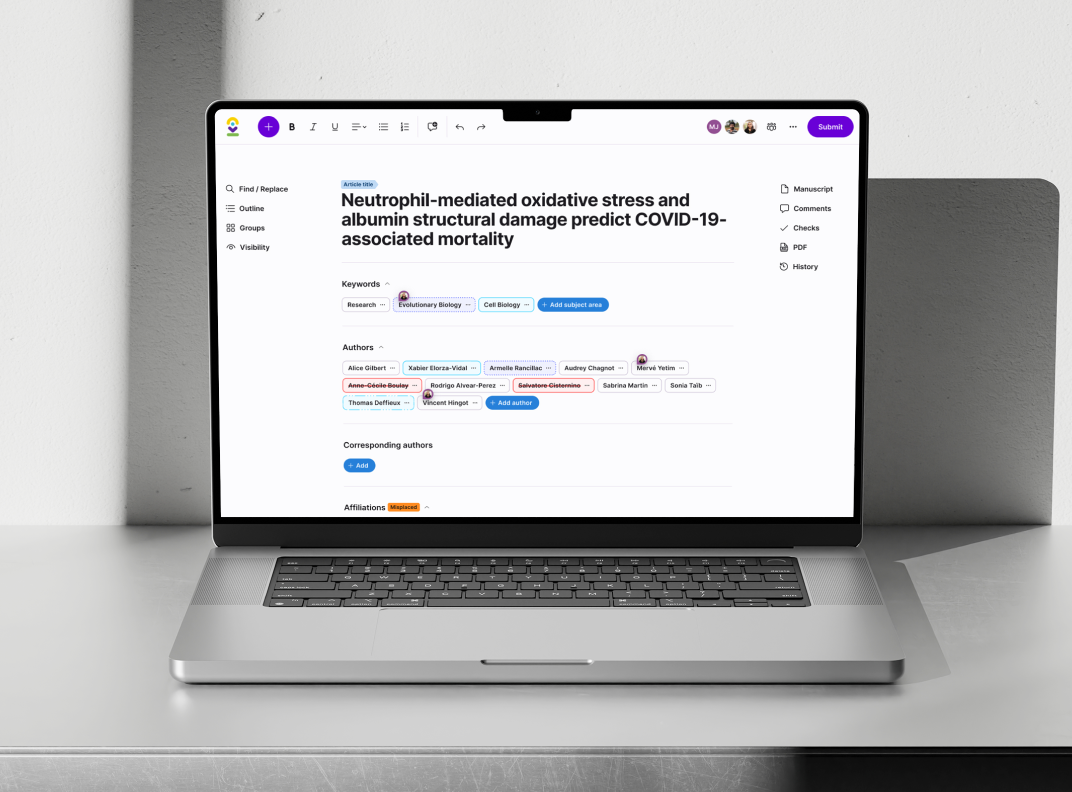 B I U
MJ
Submit
Find / Replace
Outline
Groups
Visibility
Article title
Neutrophil-mediated oxidative stress and
albumin structural damage predict COVID-19-
associated mortality
Keywords
Research
Evolutionary Biology
Cell Biology
+ Add subject area
Authors
Alice Gilbert
Xabier Elorza-Vidal
Armelle Rancillac
Audrey Chagnot
Mervé Yetim
Anne-Cécile Boulay
Rodrigo Alvear-Perez
Salvatore Cisternino
Sabrina Martin
Sonia Taïb
Thomas Deffieux
Vincent Hingot
+ Add author
Corresponding authors
+ Add
Affiliations
Misplaced
Manuscript
Comments
Checks
PDF
History